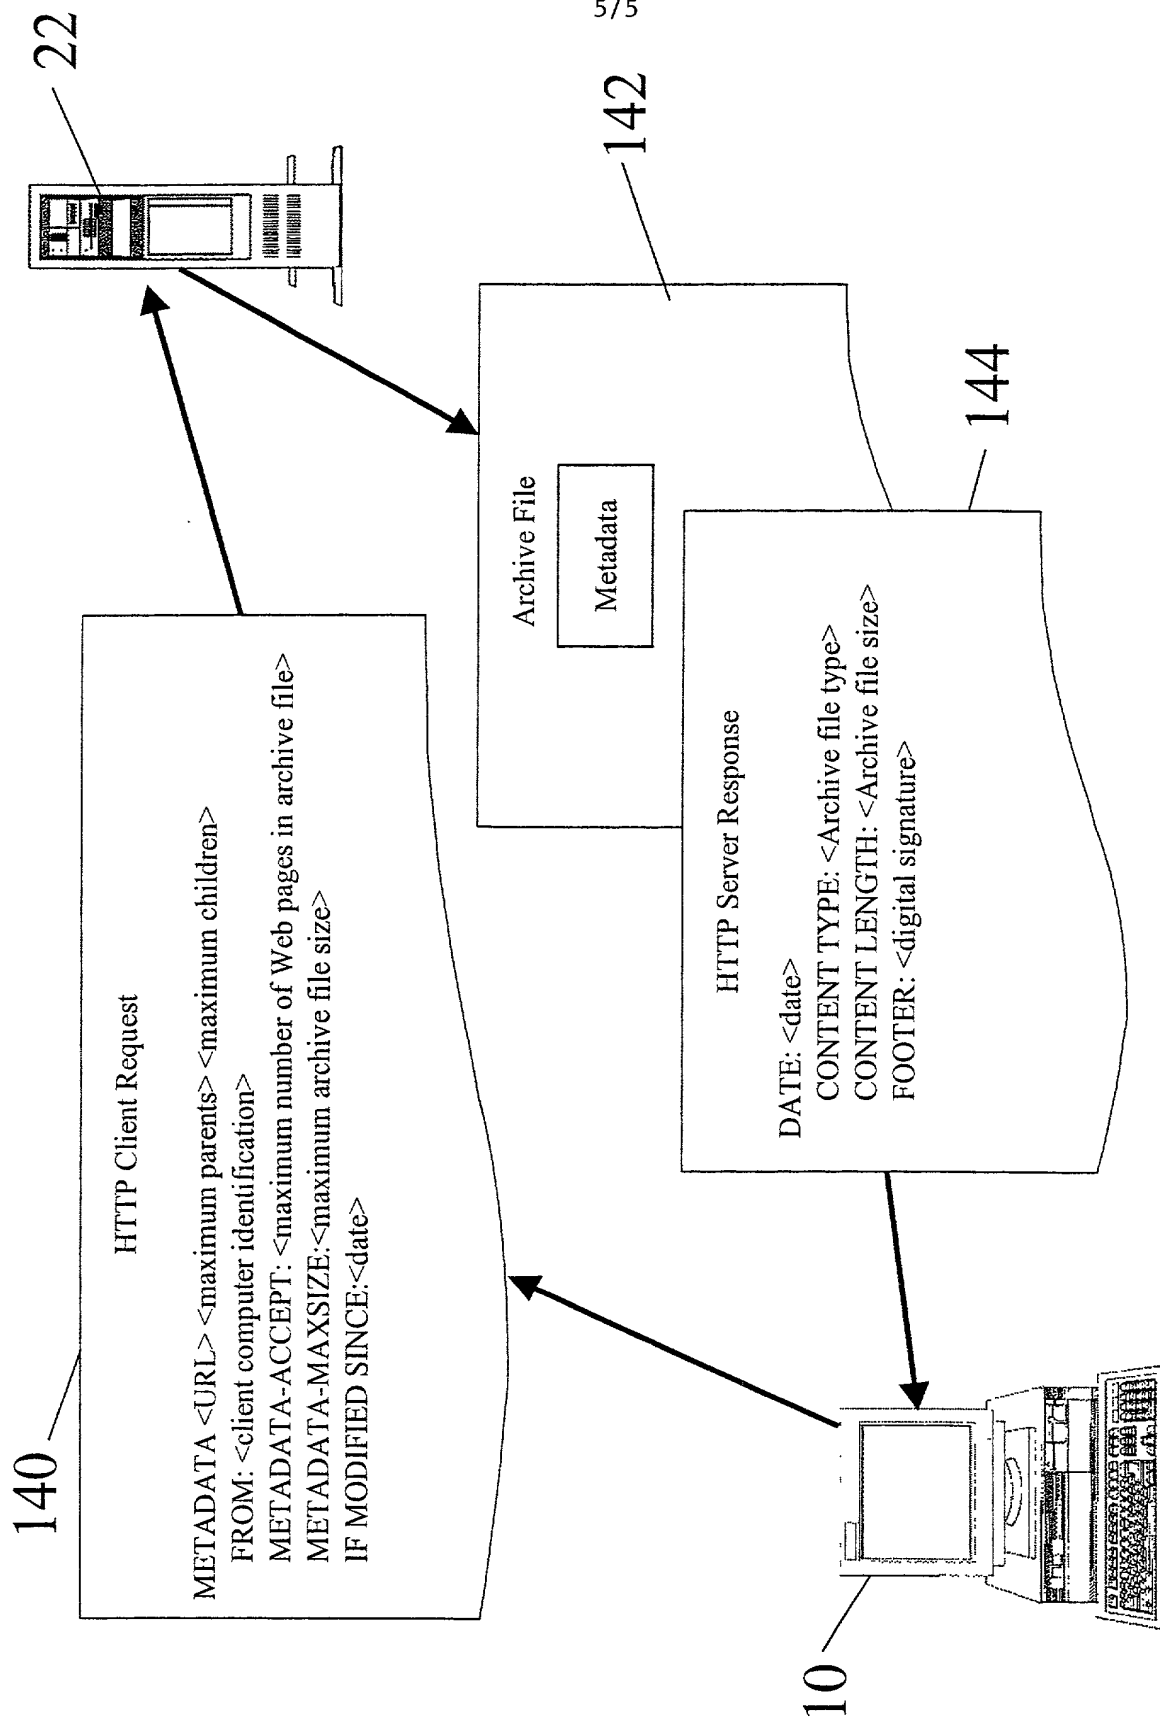 5/5
140
HTTP Client Request
METADATA <URL> <maximum parents> <maximum children>
FROM: <client computer identification>
METADATA-ACCEPT: <maximum number of Web pages in archive file>
METADATA-MAXSIZE:<maximum archive file size>
IF MODIFIED SINCE:<date>
22
Archive File
Metadata
142
HTTP Server Response
DATE: <date>
CONTENT TYPE: <Archive file type>
CONTENT LENGTH: <Archive file size>
FOOTER: <digital signature>
144
10